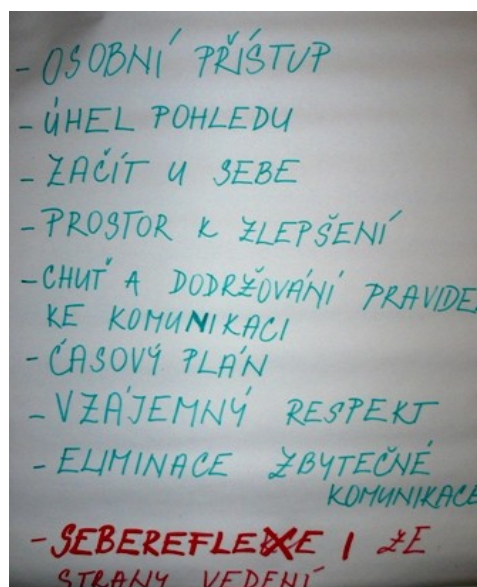 - OSOBNÍ PŘÍSTUP
- ÚHEL POHLEDU
- ZAČÍT U SEBE
- PROSTOR K ZLEPŠENÍ
- CHUŤ A DODRŽOVÁNÍ PRAVIDE
KE KOMUNIKACI
- ČASOVÝ PLÁN
- VZÁJEMNÝ RESPEKT
- ELIMINACE ZBYTEČNÉ
KOMUNIKACE
- SEBEREFLEXE I ZE
STRANY VEDENÍ